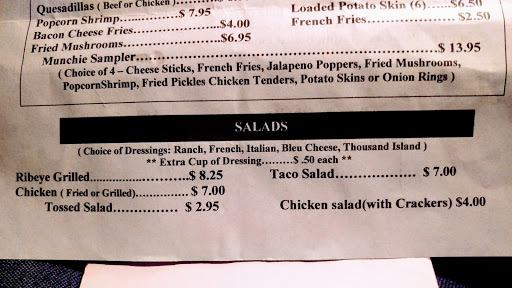 Quesadillas ( Beef or Chicken )
Loaded Potato Skin (6)......$6.50
Popcorn Shrimp..............$ 7.95
French Fries....................$2.50
Bacon Cheese Fries....................$4.00
Fried Mushrooms....................$6.95
Munchie Sampler....................$ 13.95
( Choice of 4 – Cheese Sticks, French Fries, Jalapeno Poppers, Fried Mushrooms,
PopcornShrimp, Fried Pickles Chicken Tenders, Potato Skins or Onion Rings )
SALADS
( Choice of Dressings: Ranch, French, Italian, Bleu Cheese, Thousand Island )
** Extra Cup of Dressing.........$ .50 each **
Ribeye Grilled........................$ 8.25
Taco Salad.................. $ 7.00
Chicken ( Fried or Grilled)................ $ 7.00
Tossed Salad............... $ 2.95
Chicken salad(with Crackers) $4.00